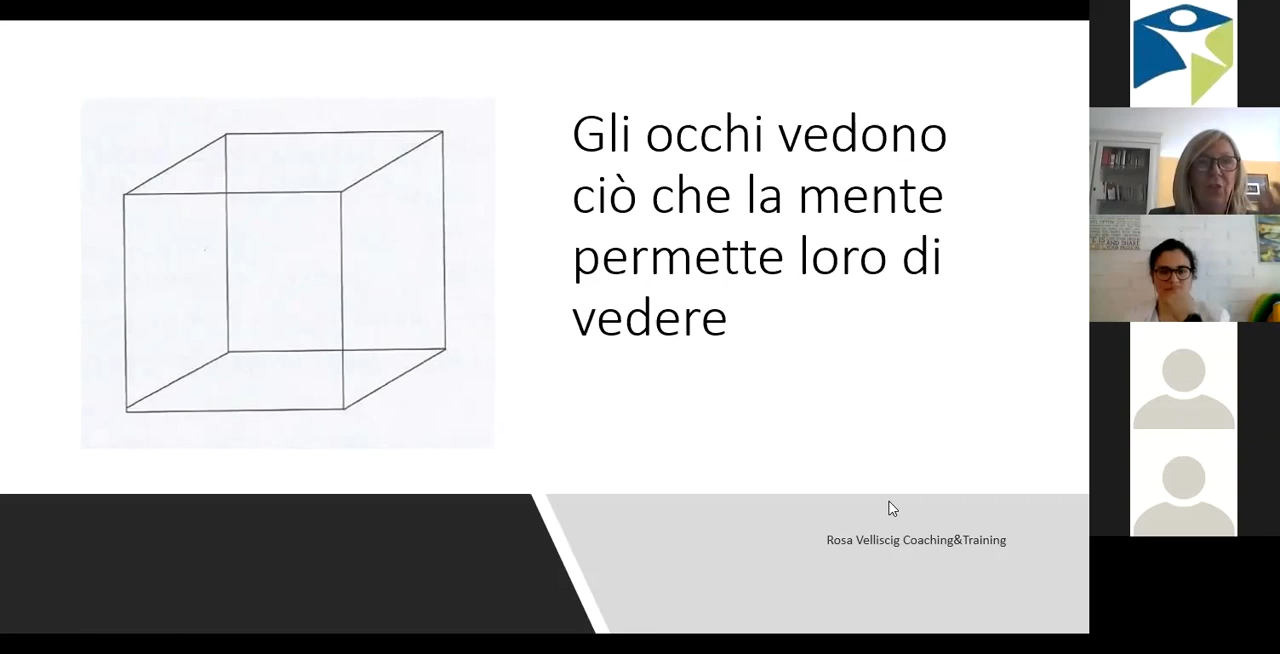 Gli occhi vedono
ciò che la mente
permette loro di
vedere
Rosa Velliscig Coaching&Training